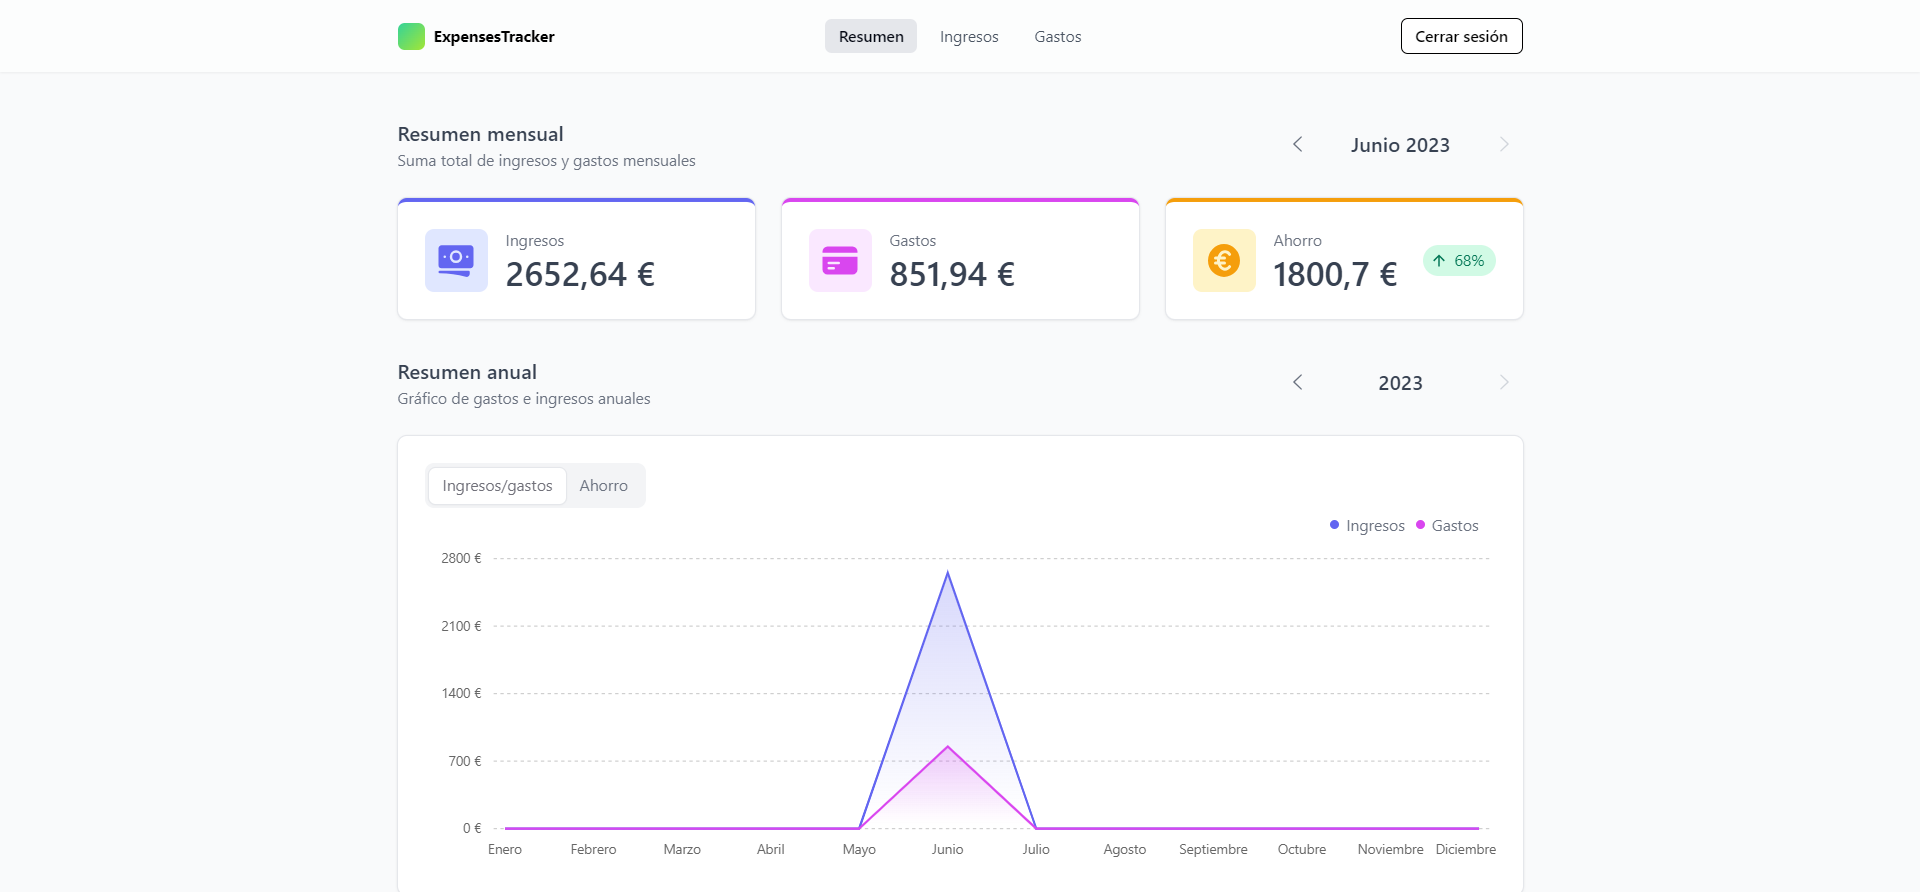 ExpensesTracker
Resumen
Ingresos
Gastos
Cerrar sesión
Resumen mensual
Suma total de ingresos y gastos mensuales
Junio 2023
Ingresos
2652,64 €
Gastos
851,94 €
Ahorro
1800,7 €
68%
Resumen anual
Gráfico de gastos e ingresos anuales
2023
Ingresos/gastos
Ahorro
Ingresos
Gastos
2800 €
2100 €
1400 €
700 €
0 €
Enero
Febrero
Marzo
Abril
Mayo
Junio
Julio
Agosto
Septiembre
Octubre
Noviembre
Diciembre